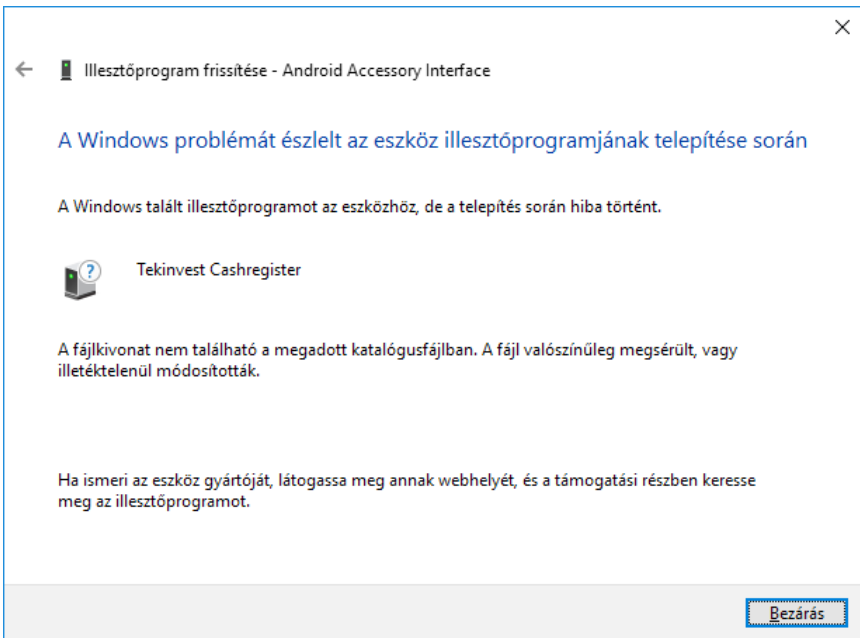 Illesztőprogram frissítése - Android Accessory Interface
A Windows problémát észlelt az eszköz illesztőprogramjának telepítése során
A Windows talált illesztőprogramot az eszközhöz, de a telepítés során hiba történt.
Tekinvest Cashregister
A fájlkivonat nem található a megadott katalógusfájlban. A fájl valószínűleg megsérült, vagy
illetéktelenül módosították.
Ha ismeri az eszköz gyártóját, látogassa meg annak webhelyét, és a támogatási részben keresse
meg az illesztőprogramot.
Bezárás